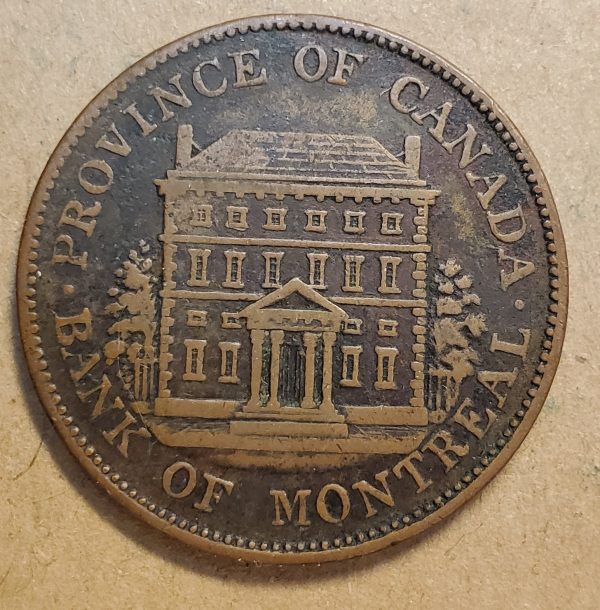 · PROVINCE OF CANADA ·
BANK OF MONTREAL